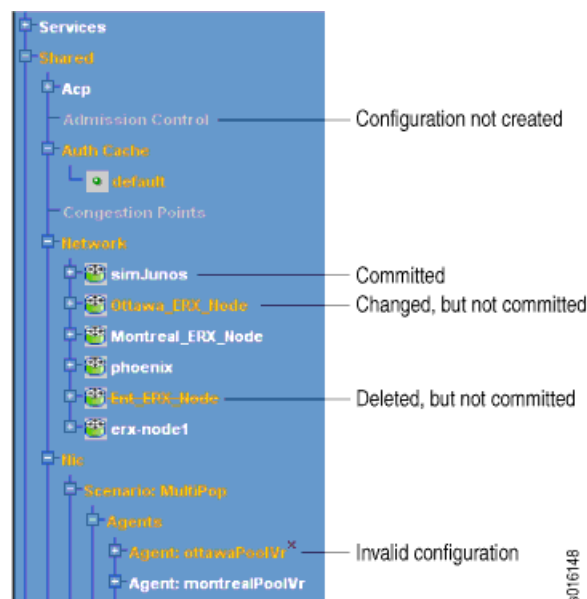 Services
Shared
Acp
Admission Control Configuration not created
Auth Cache
default
Congestion Points
Network
simJunos Committed
Ottawa_ERX_Node Changed, but not committed
Montreal_ERX_Node
phoenix
Ent_ERX_Node Deleted, but not committed
erx-node1
Nic
Scenario: MultiPop
Agents
Agent: ottawaPoolVr x Invalid configuration
Agent: montrealPoolVr
g016148